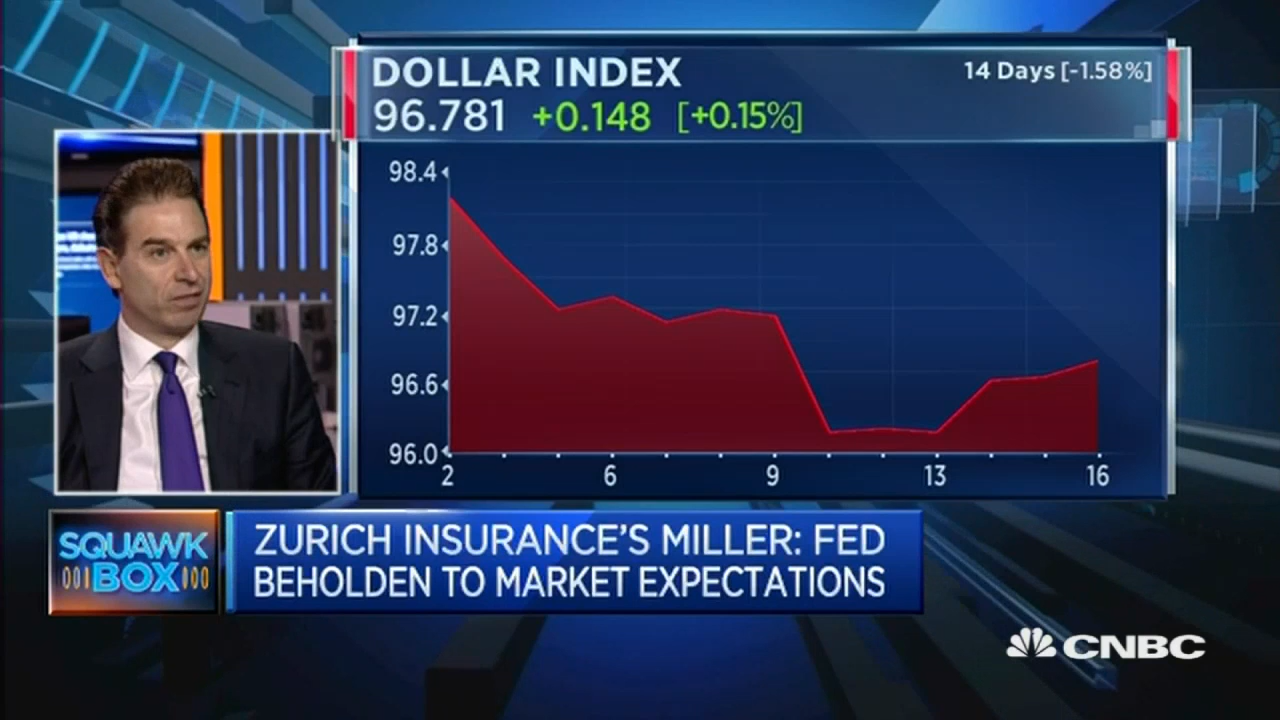 DOLLAR INDEX
14 Days [-1.58%]
96.781 +0.148 [+0.15%]
98.4
97.8
97.2
96.6
96.0
2 6 9 13 16
SQUAWK
BOX
ZURICH INSURANCE'S MILLER: FED
BEHOLDEN TO MARKET EXPECTATIONS
CNBC